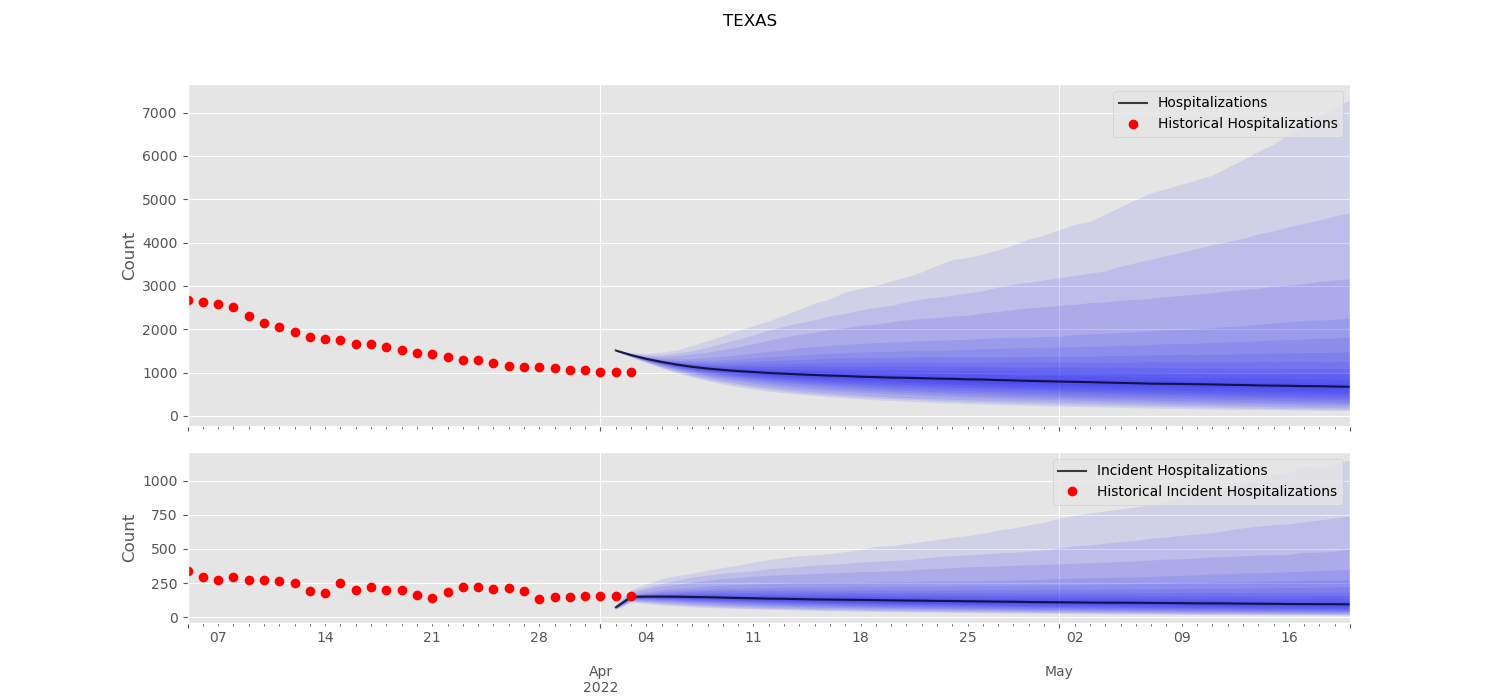 TEXAS
Hospitalizations
Historical Hospitalizations
7000
6000
5000
4000
3000
2000
1000
0
Count
Incident Hospitalizations
Historical Incident Hospitalizations
1000
750
500
250
0
Count
07 14 21 28 04 11 18 25 02 09 16
Apr May
2022